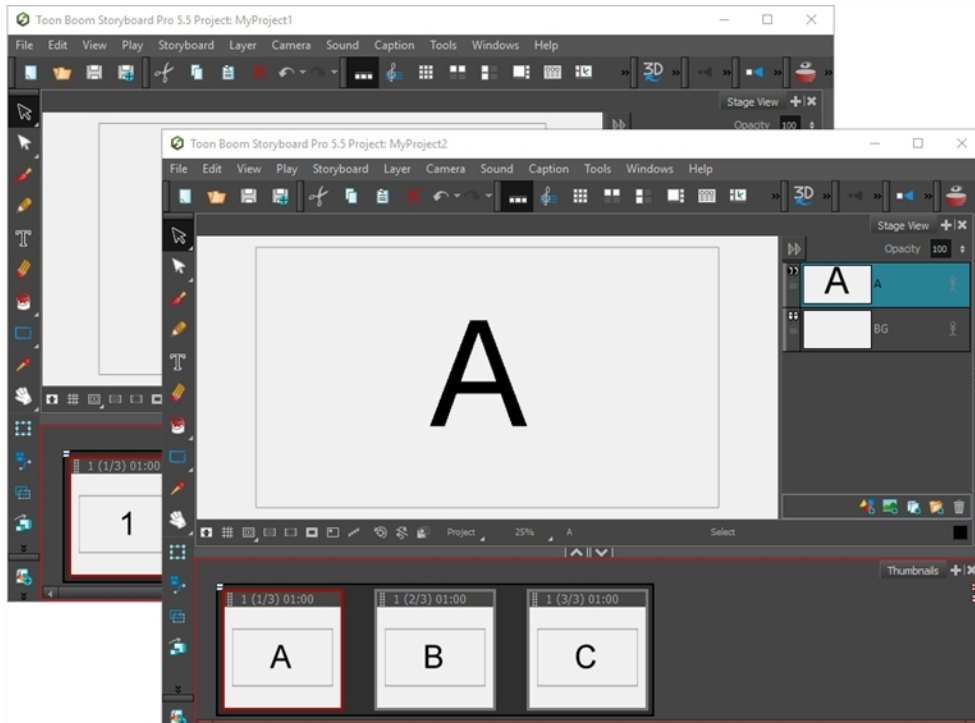 Toon Boom Storyboard Pro 5.5 Project: MyProject1
File Edit View Play Storyboard Layer Camera Sound Caption Tools Windows Help
3D
Stage View
Opacity 100
1 (1/3) 01:00
1
Toon Boom Storyboard Pro 5.5 Project: MyProject2
File Edit View Play Storyboard Layer Camera Sound Caption Tools Windows Help
3D
Stage View
Opacity 100
A
A A
BG
T
T
Project 25% A Select
Thumbnails
1 (1/3) 01:00 1 (2/3) 01:00 1 (3/3) 01:00
A B C